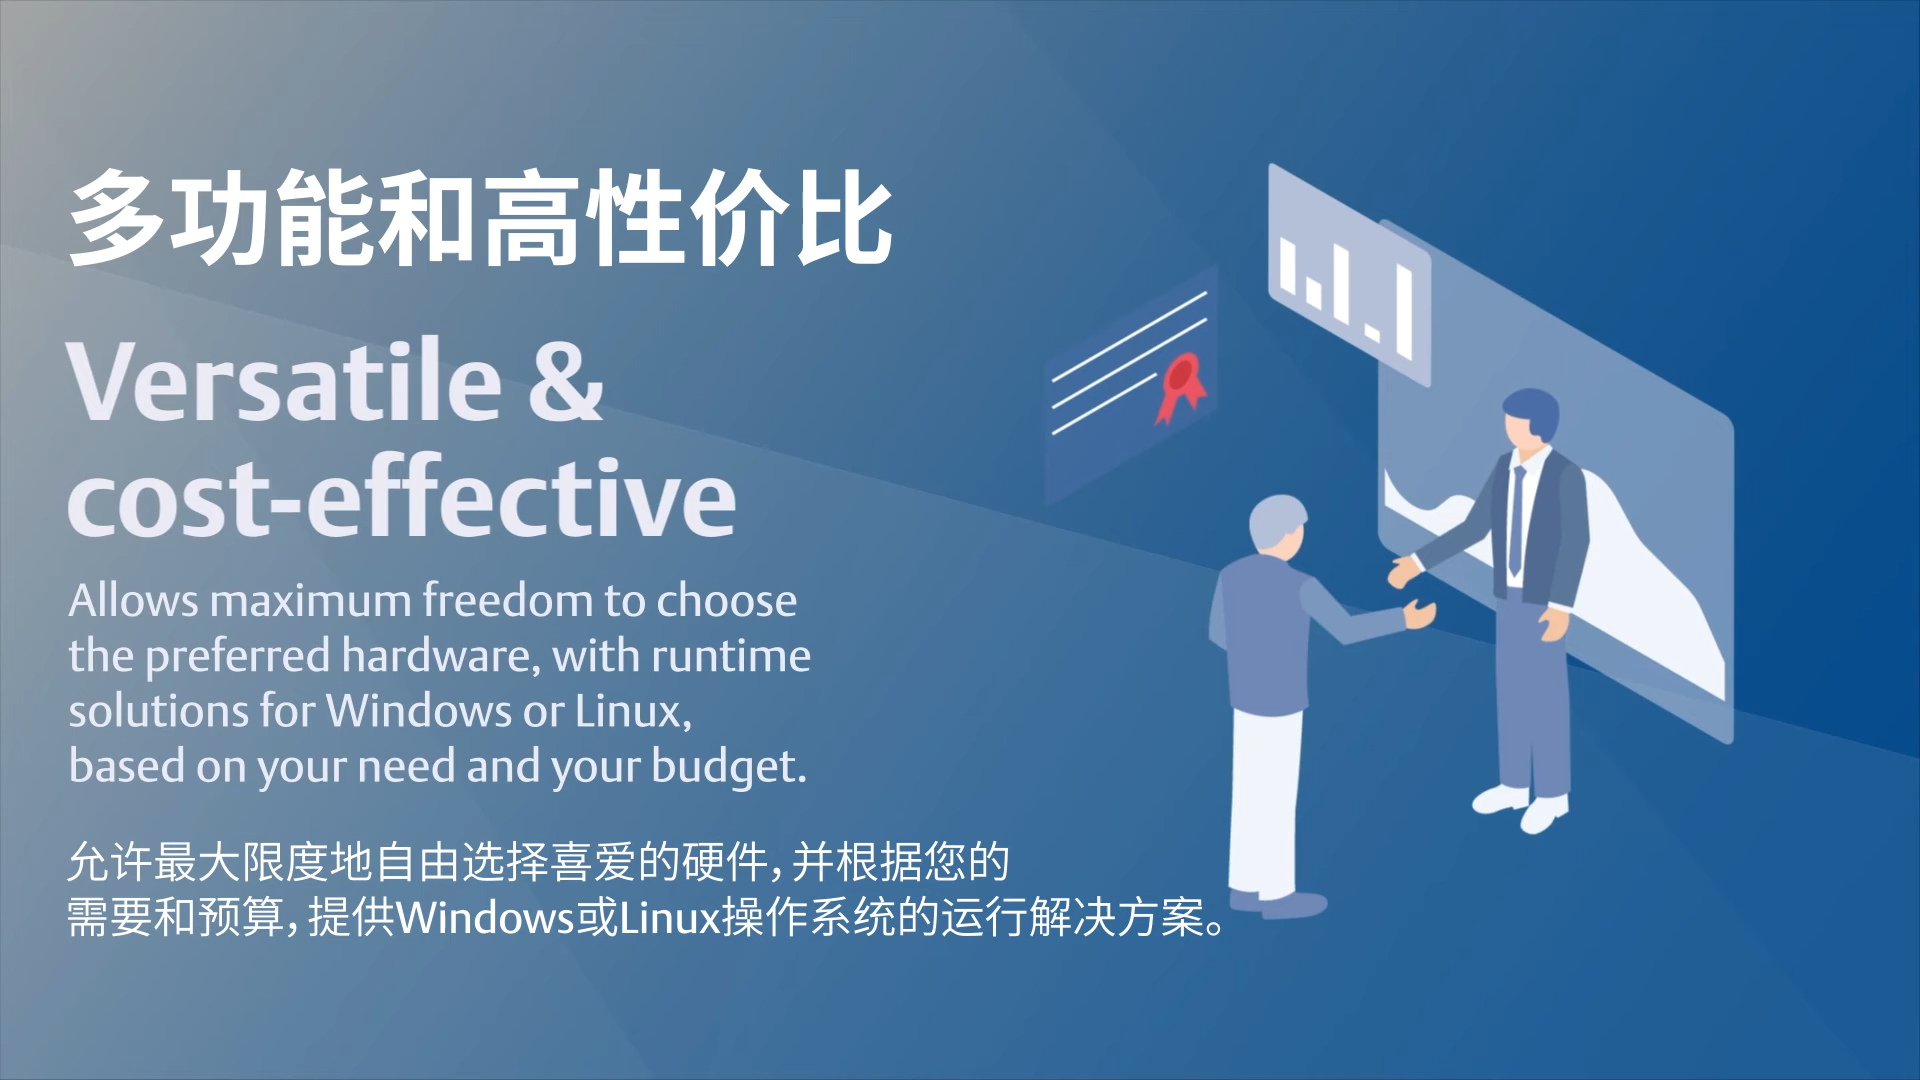 多功能和高性价比
Versatile &
cost-effective
Allows maximum freedom to choose
the preferred hardware, with runtime
solutions for Windows or Linux,
based on your need and your budget.
允许最大限度地自由选择喜爱的硬件，并根据您的
需要和预算，提供Windows或Linux操作系统的运行解决方案。